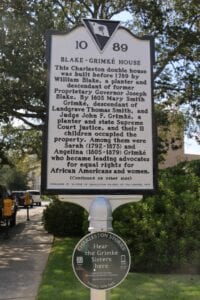 10 89
BLAKE-GRIMKÉ HOUSE
This Charleston double house
was built before 1789 by
William Blake, a planter and
descendant of former
Proprietary Governor Joseph
Blake. By 1803 Mary Smith
Grimké, descendant of
Landgrave Thomas Smith, and
Judge John F. Grimké, a
planter and state Supreme
Court Justice, and their 11
children occupied the
property. Among them were
Sarah (1792-1873) and
Angelina (1805-1879) Grimké
who became leading advocates
for equal rights for
African Americans and women.
(Continued on other side)
Hear
the Grimké
Sisters
here